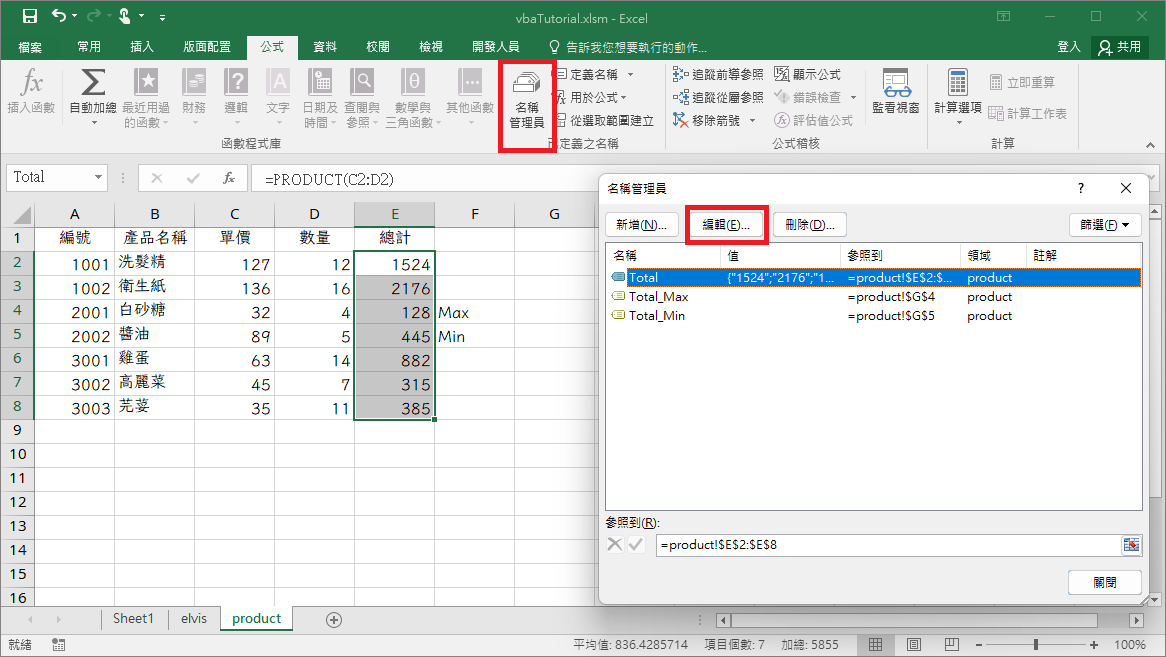 vbaTutorial.xlsm - Excel
檔案 常用 插入 版面配置 公式 資料 校閱 檢視 開發人員 告訴我您想要執行的動作... 登入 共用
fx 插入函數
Σ 自動加總
最近用過的函數
財務
邏輯
A 文字
日期及時間
查閱與參照
θ 數學與三角函數
其他函數
函數程式庫
名稱管理員
定義名稱
用於公式
從選取範圍建立
已定義之名稱
追蹤前導參照
追蹤從屬參照
移除箭號
顯示公式
錯誤檢查
評估值公式
公式稽核
監看視窗
計算選項
立即重算
計算工作表
計算
Total fx =PRODUCT(C2:D2)
A B C D E F G
1 編號 產品名稱 單價 數量 總計
2 1001 洗髮精 127 12 1524
3 1002 衛生紙 136 16 2176
4 2001 白砂糖 32 4 128 Max
5 2002 醬油 89 5 445 Min
6 3001 雞蛋 63 14 882
7 3002 高麗菜 45 7 315
8 3003 芫荽 35 11 385
9
10
11
12
13
14
15
16
名稱管理員 ?
新增(N)... 編輯(E)... 刪除(D)... 篩選(F)
名稱 值 參照到 領域 註解
Total {"1524";"2176";"1... =product!$E$2:$... product
Total_Max =product!$G$4 product
Total_Min =product!$G$5 product
參照到(R):
=product!$E$2:$E$8
關閉
Sheet1 elvis product
就緒 平均值: 836.4285714 項目個數: 7 加總: 5855 100%